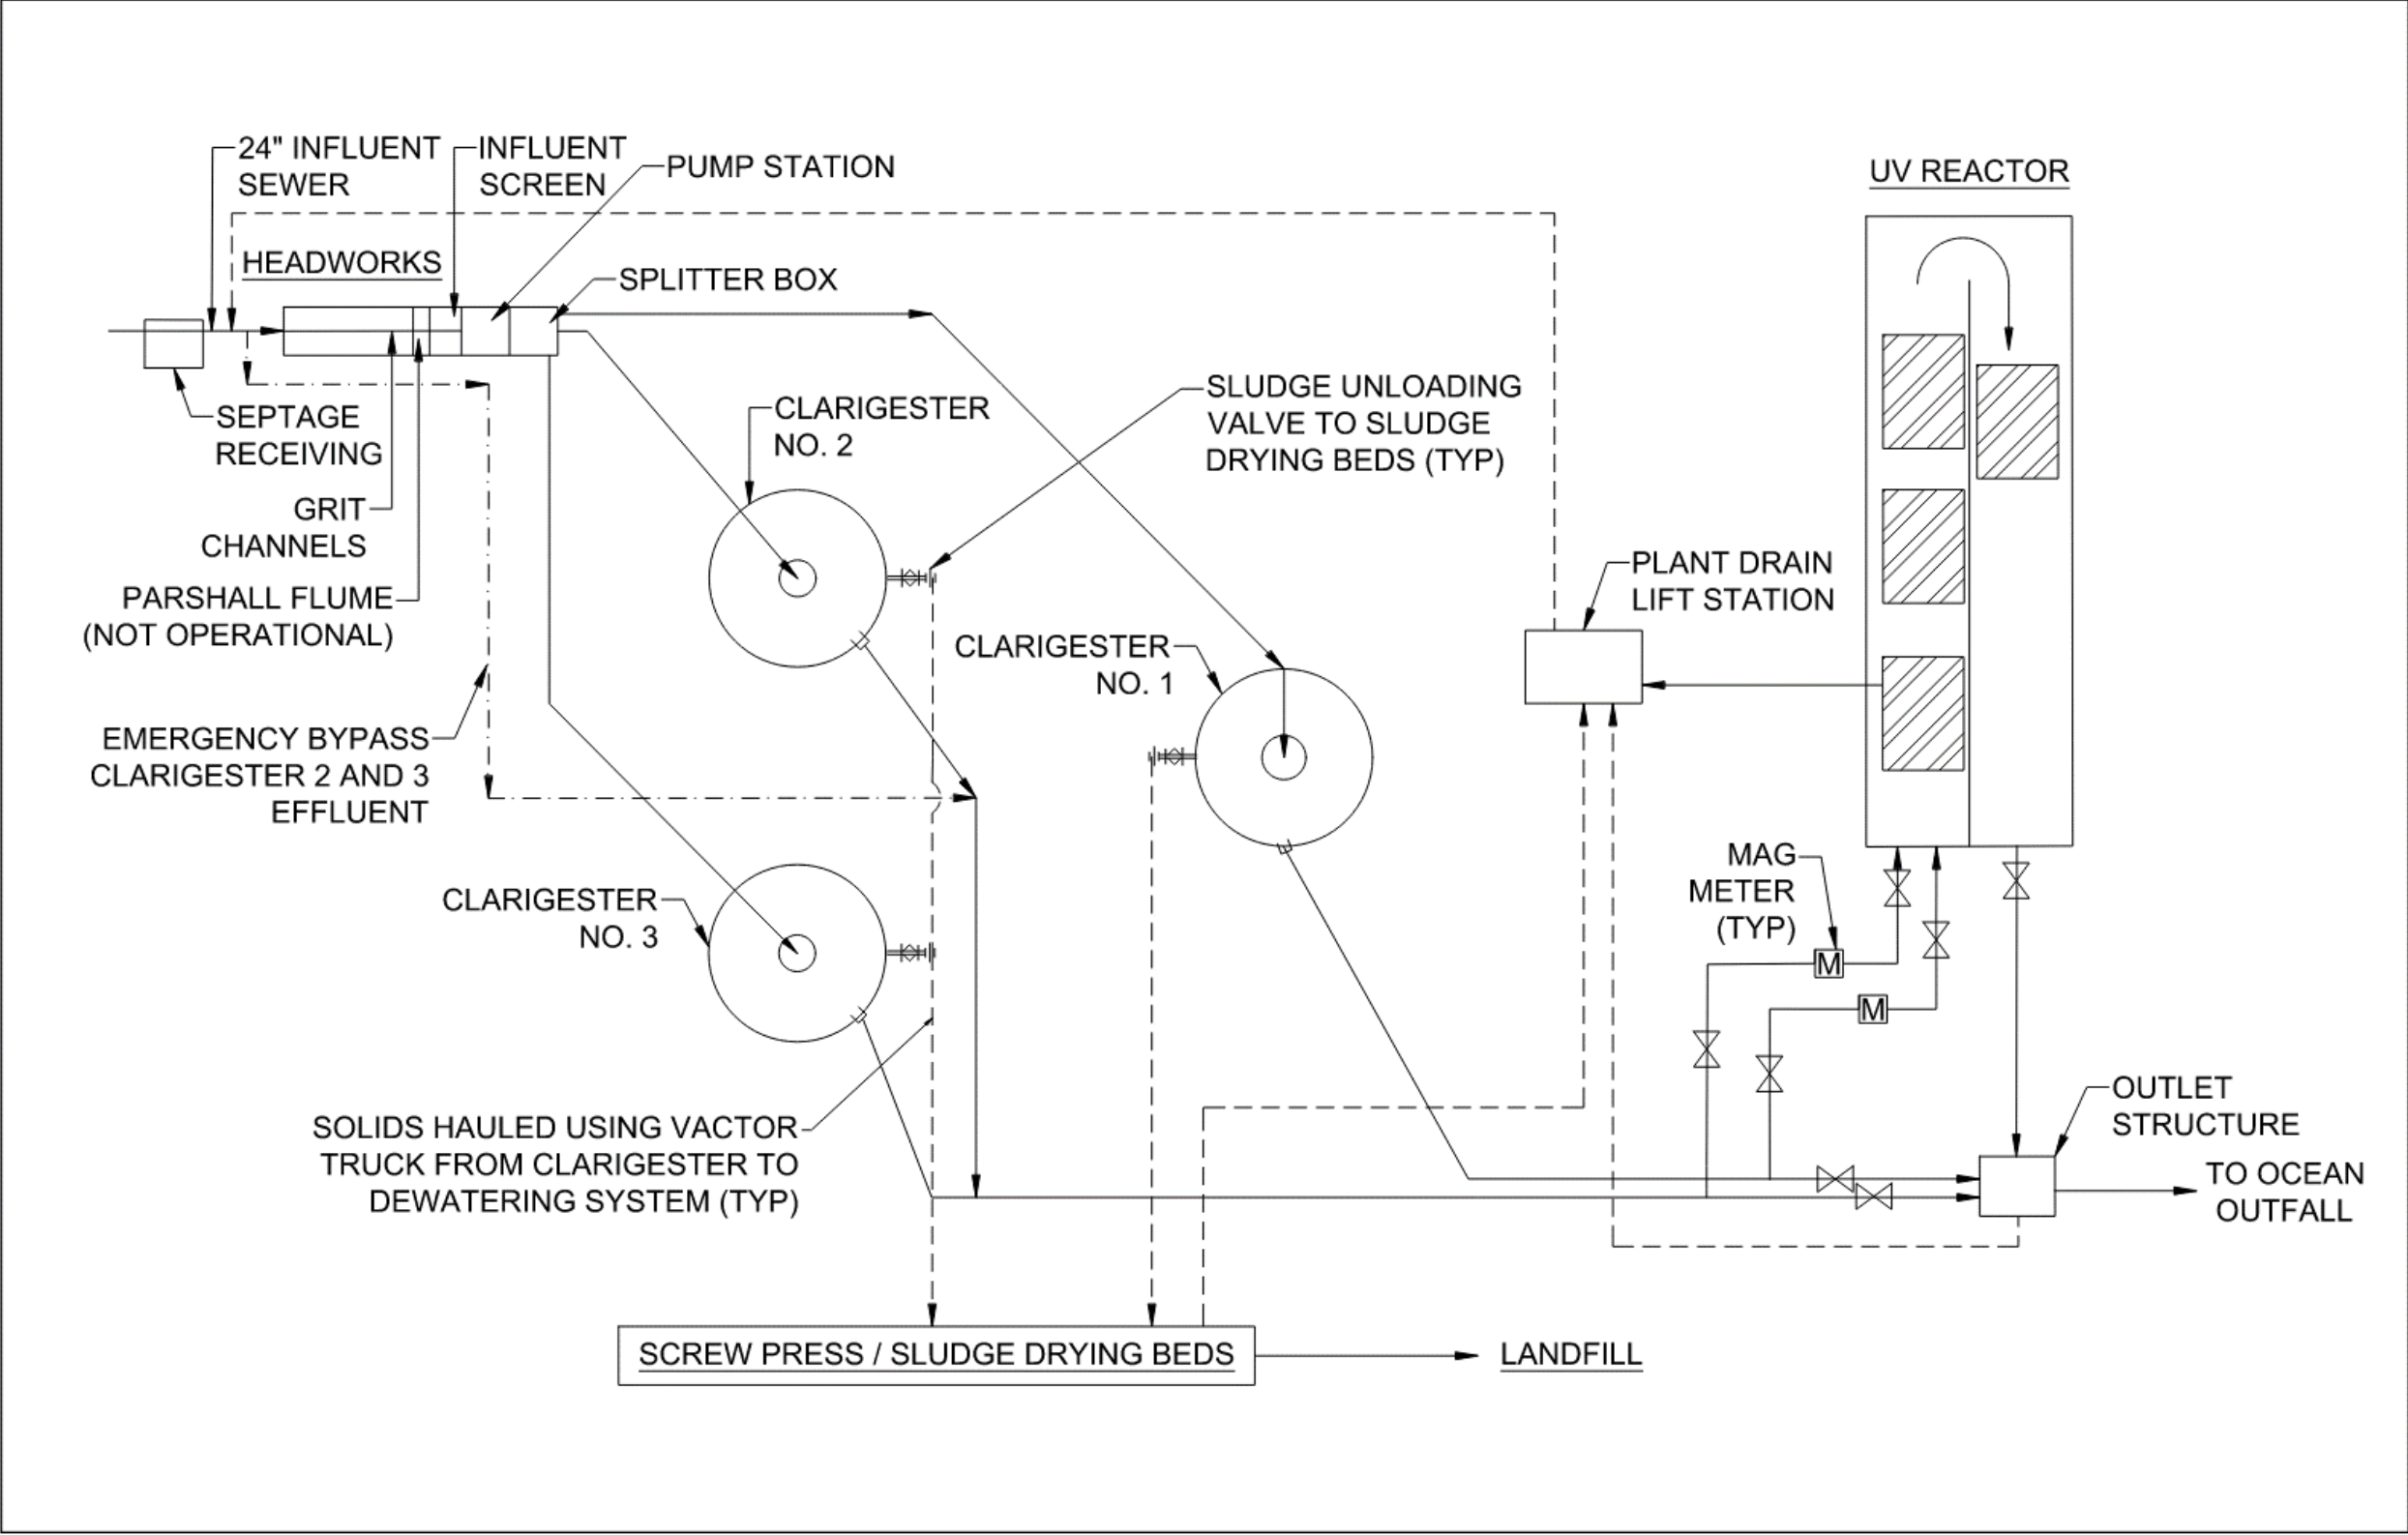 24" INFLUENT
SEWER
INFLUENT
SCREEN
PUMP STATION
UV REACTOR
HEADWORKS
SPLITTER BOX
SEPTAGE
RECEIVING
CLARIGESTER
NO. 2
SLUDGE UNLOADING
VALVE TO SLUDGE
DRYING BEDS (TYP)
GRIT
CHANNELS
PARSHALL FLUME
(NOT OPERATIONAL)
PLANT DRAIN
LIFT STATION
CLARIGESTER
NO. 1
EMERGENCY BYPASS
CLARIGESTER 2 AND 3
EFFLUENT
MAG
METER
(TYP)
CLARIGESTER
NO. 3
M
M
SOLIDS HAULED USING VACTOR
TRUCK FROM CLARIGESTER TO
DEWATERING SYSTEM (TYP)
OUTLET
STRUCTURE
TO OCEAN
OUTFALL
SCREW PRESS / SLUDGE DRYING BEDS
LANDFILL